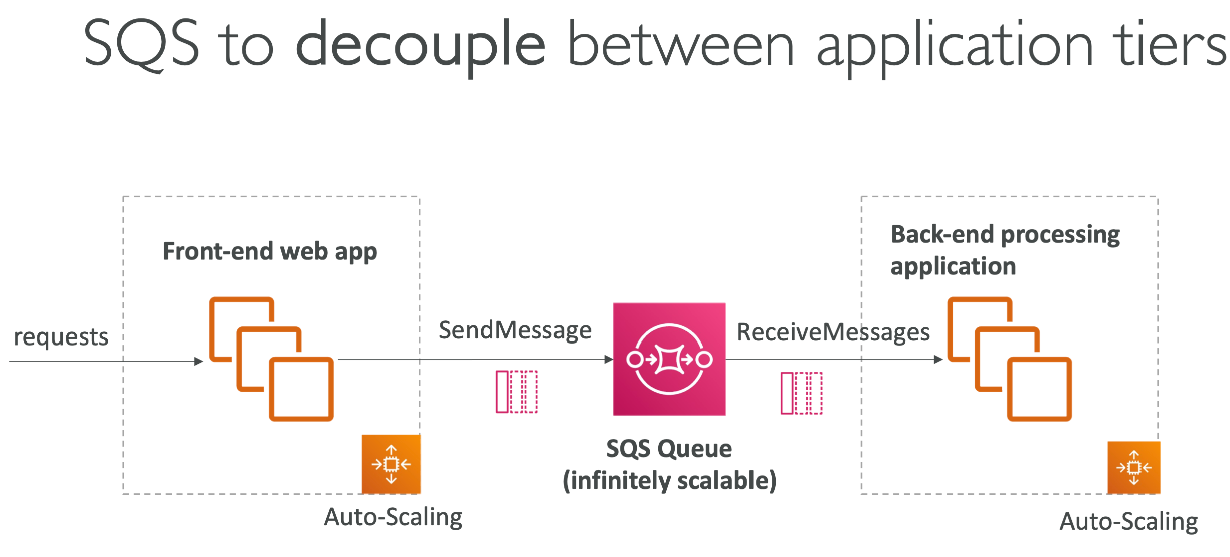 SQS to decouple between application tiers
Front-end web app
requests
Auto-Scaling
SendMessage
SQS Queue
(infinitely scalable)
ReceiveMessages
Back-end processing
application
Auto-Scaling